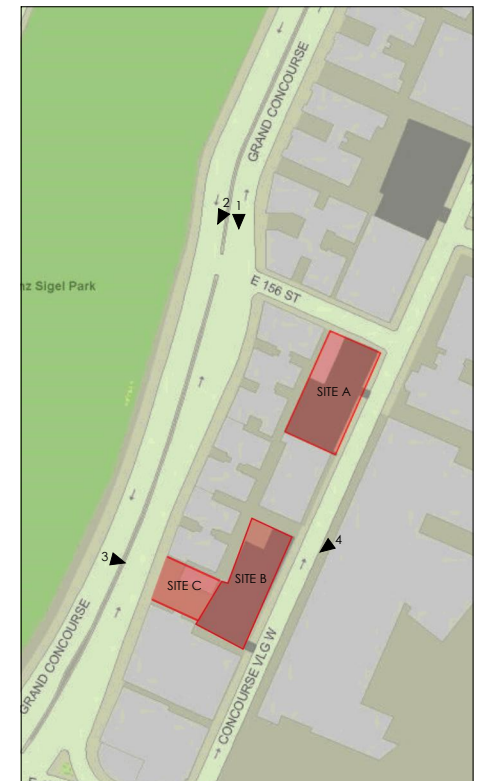 GRAND CONCOURSE
2 1
nz Sigel Park
E 156 ST
SITE A
4
3
SITE B
SITE C
GRAND CONCOURSE
CONCOURSE VLG W